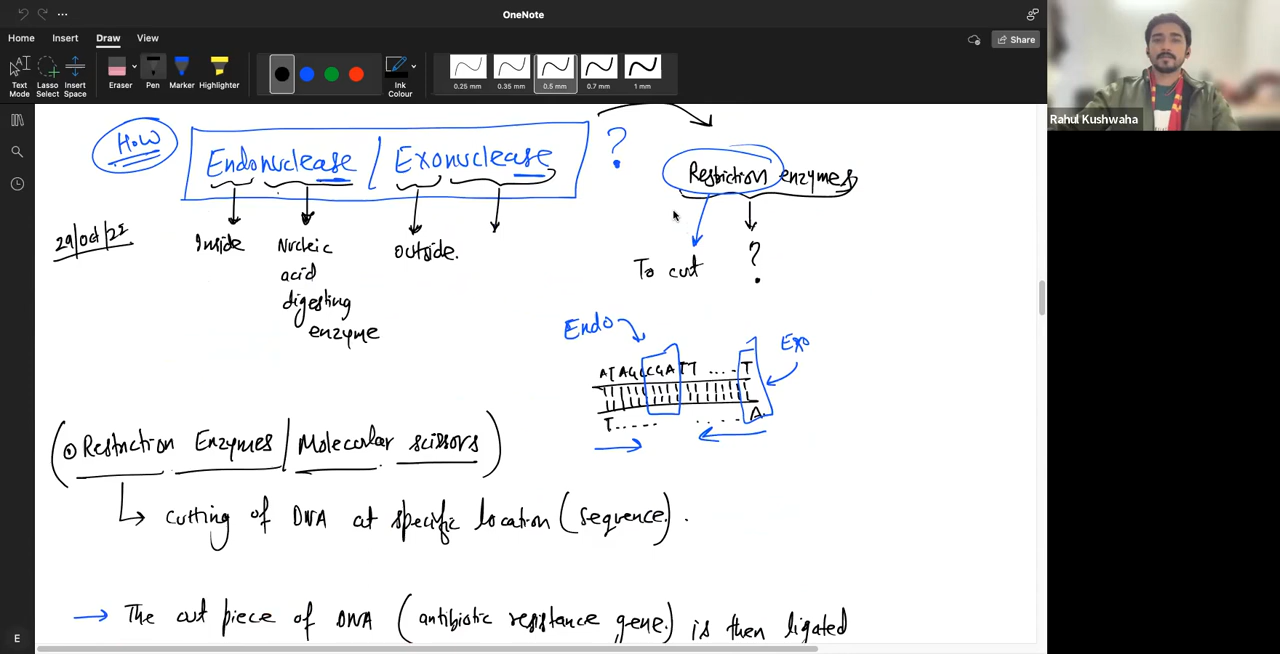 OneNote
Home Insert Draw View
Share
Text Mode
Lasso Select
Insert Space
Eraser
Pen
Marker
Highlighter
Ink Colour
0.25 mm
0.35 mm
0.5 mm
0.7 mm
1 mm
Rahul Kushwaha
How
Endonuclease / Exonuclease ?
Restriction enzymes
29/oct/25
Inside
Nucleic
acid
digesting
enzyme
Outside.
To cut
?
Endo
Exo
TT .... T
T.....
.... A
⊙ Restriction Enzymes / Molecular scissors
↳ cutting of DNA at specific location (sequence).
→ The cut piece of DNA (antibiotic resistance gene) is then ligated
E